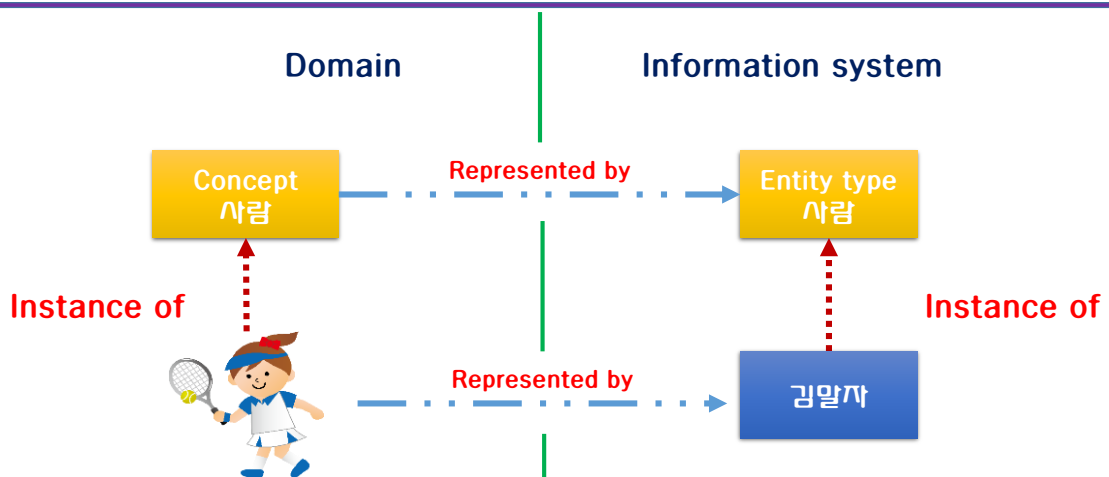 Domain
Information system
Represented by
Concept
사람
Entity type
사람
Instance of
Instance of
Represented by
김말자